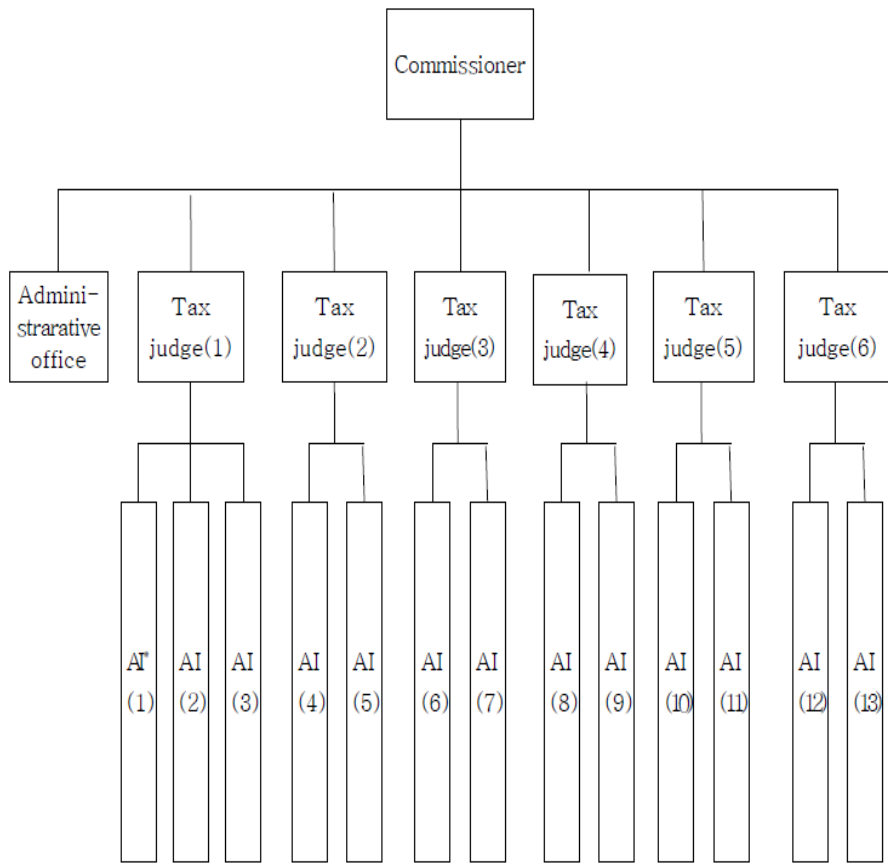 Commissioner
Admini-
strarative
office
Tax
judge(1)
Tax
judge(2)
Tax
judge(3)
Tax
judge(4)
Tax
judge(5)
Tax
judge(6)
AI*
(1)
AI
(2)
AI
(3)
AI
(4)
AI
(5)
AI
(6)
AI
(7)
AI
(8)
AI
(9)
AI
(10)
AI
(11)
AI
(12)
AI
(13)